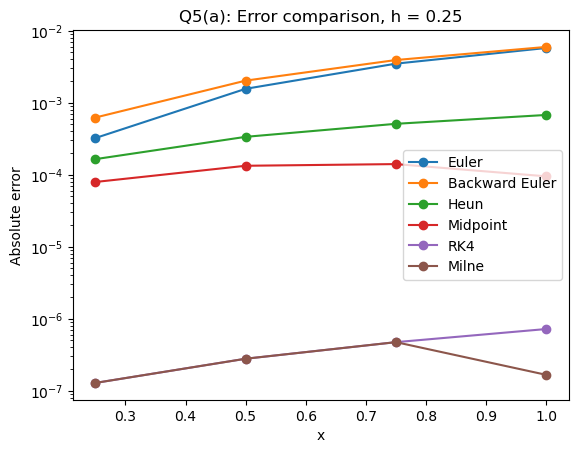 Q5(a): Error comparison, h = 0.25
Absolute error
10⁻²
10⁻³
10⁻⁴
10⁻⁵
10⁻⁶
10⁻⁷
Euler
Backward Euler
Heun
Midpoint
RK4
Milne
0.3 0.4 0.5 0.6 0.7 0.8 0.9 1.0
x